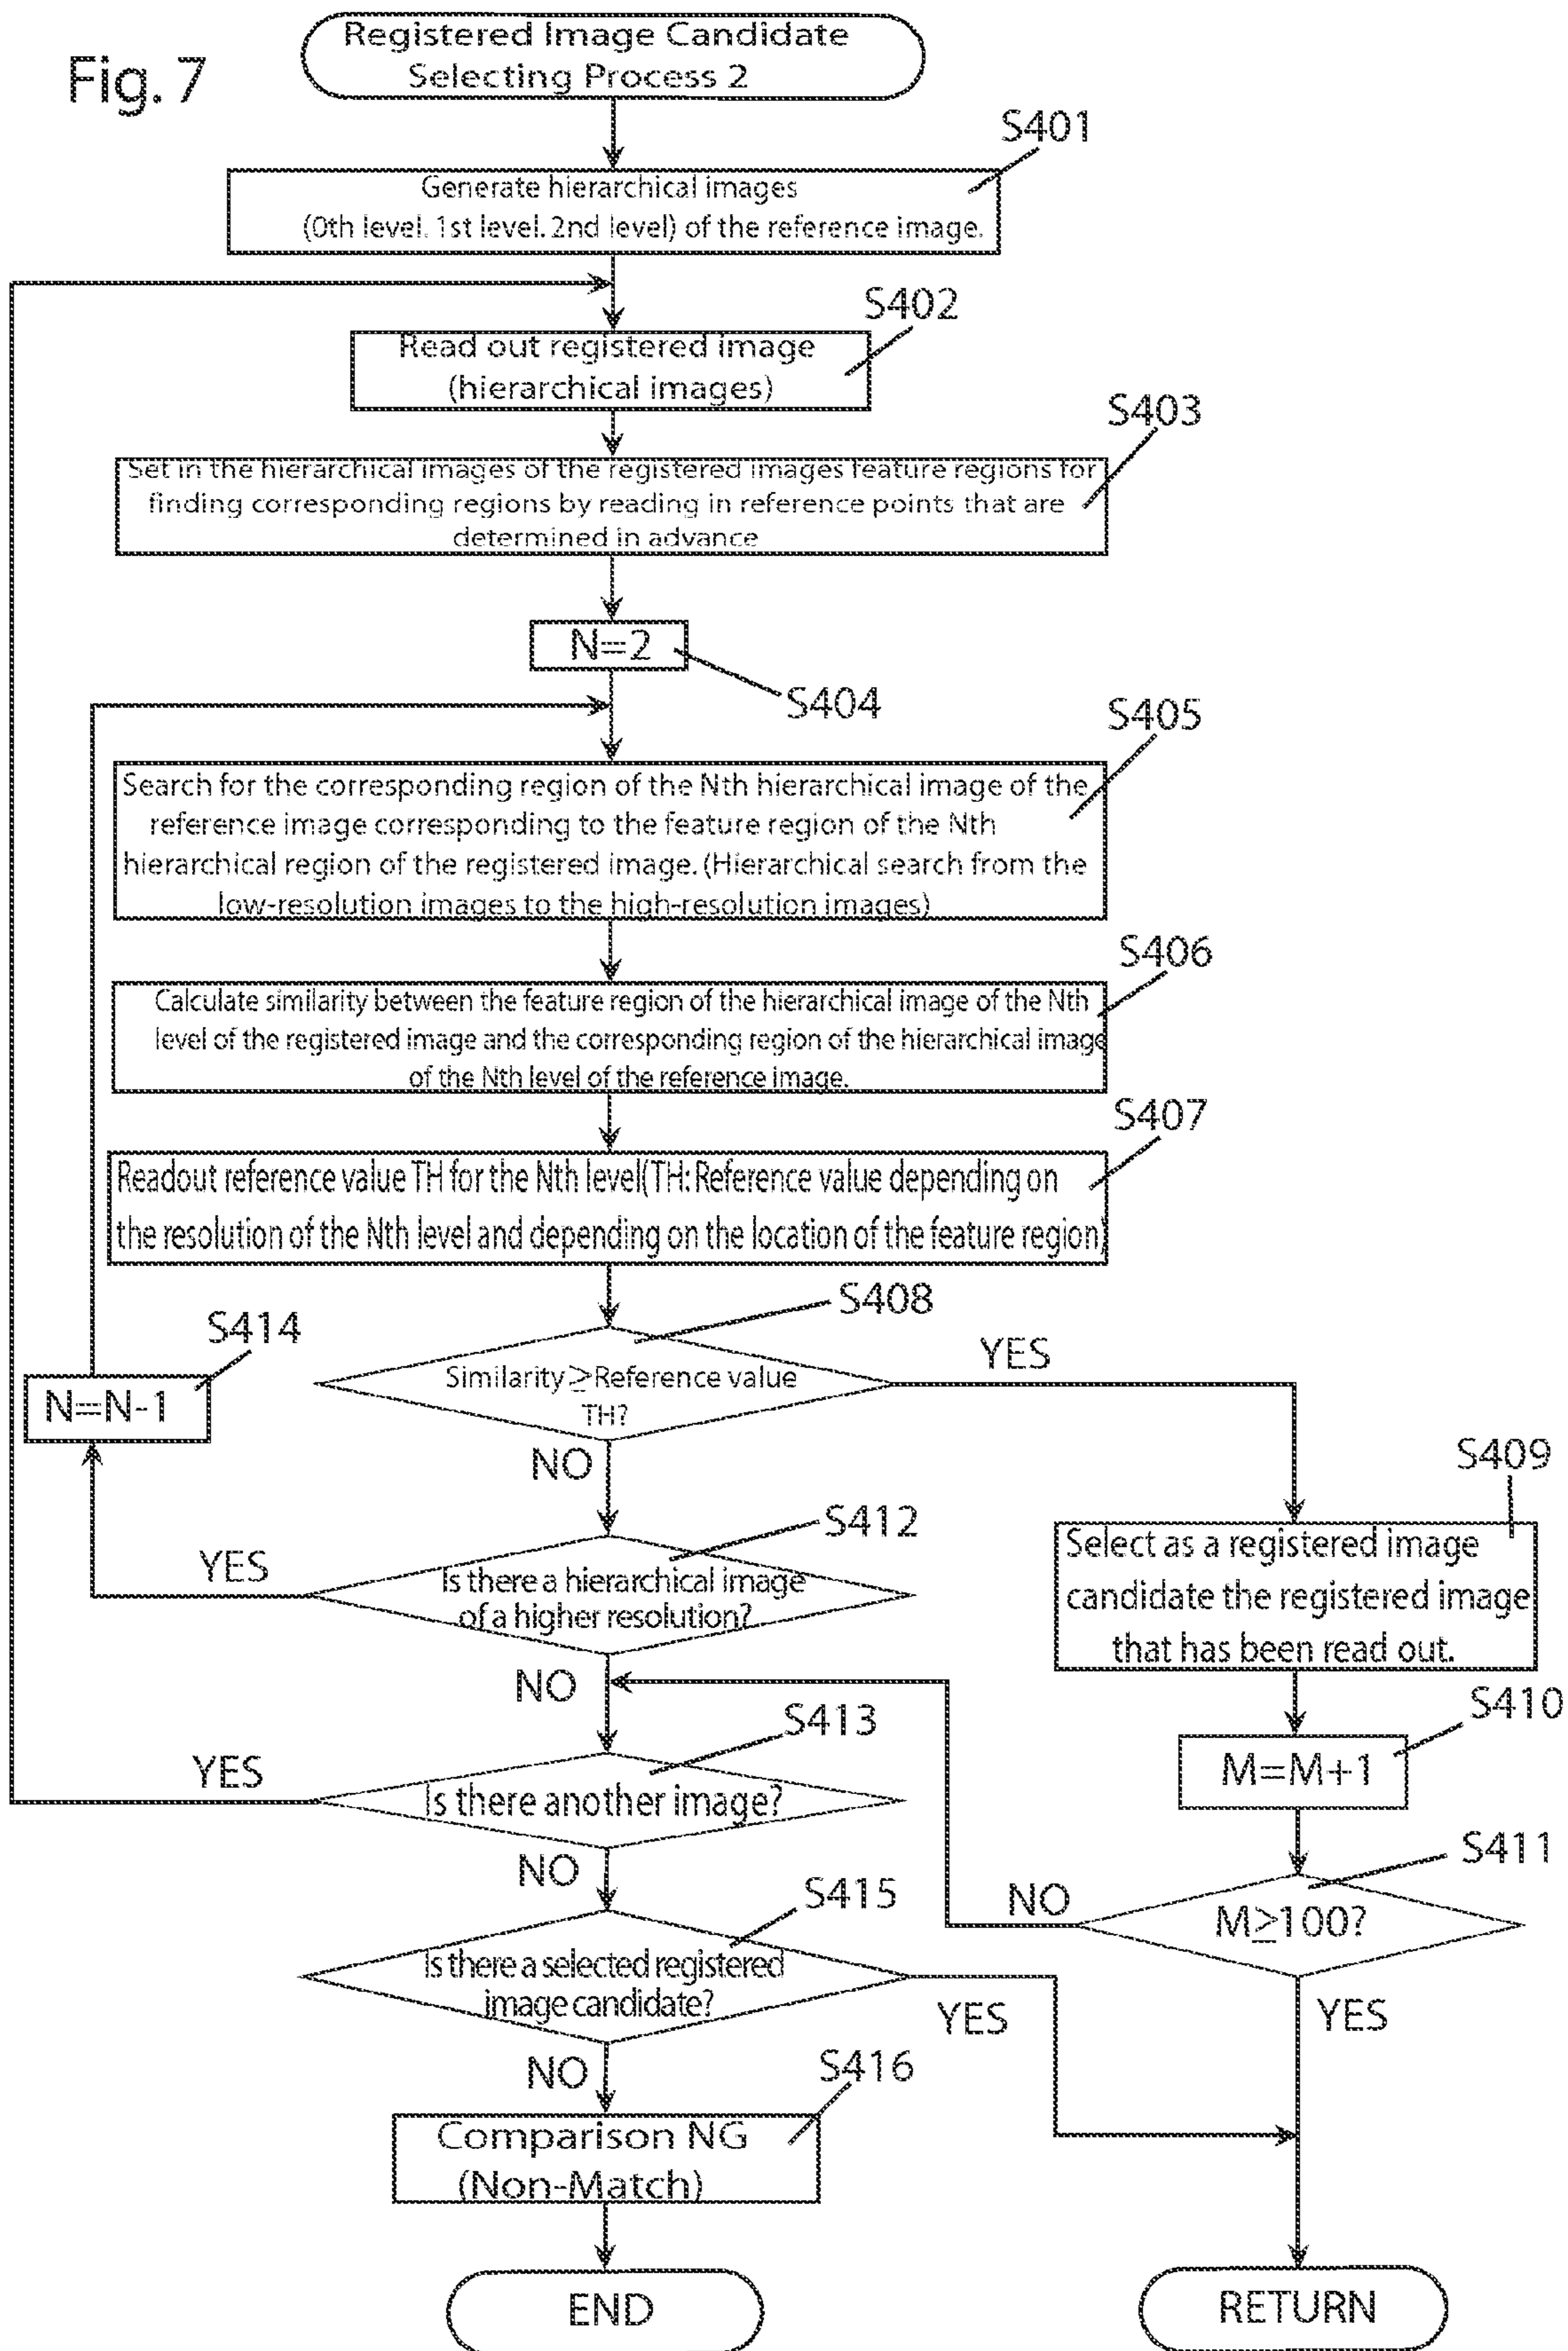 Fig. 7
Registered Image Candidate
Selecting Process 2
S401
Generate hierarchical images
(0th level. 1st level. 2nd level) of the reference image.
S402
Read out registered image
(hierarchical images)
S403
Set in the hierarchical images of the registered images feature regions for
finding corresponding regions by reading in reference points that are
determined in advance
N=2
S404
S405
Search for the corresponding region of the Nth hierarchical image of the
reference image corresponding to the feature region of the Nth
hierarchical region of the registered image. (Hierarchical search from the
low-resolution images to the high-resolution images)
S406
Calculate similarity between the feature region of the hierarchical image of the Nth
level of the registered image and the corresponding region of the hierarchical image
of the Nth level of the reference image.
S407
Readout reference value TH for the Nth level(TH: Reference value depending on
the resolution of the Nth level and depending on the location of the feature region)
S408
Similarity≥Reference value
TH?
YES
NO
S414
N=N-1
S409
Select as a registered image
candidate the registered image
that has been read out.
S412
Is there a hierarchical image
of a higher resolution?
YES
NO
S410
M=M+1
S413
Is there another image?
YES
NO
S411
M≥100?
NO
YES
S415
Is there a selected registered
image candidate?
YES
NO
S416
Comparison NG
(Non-Match)
END
RETURN